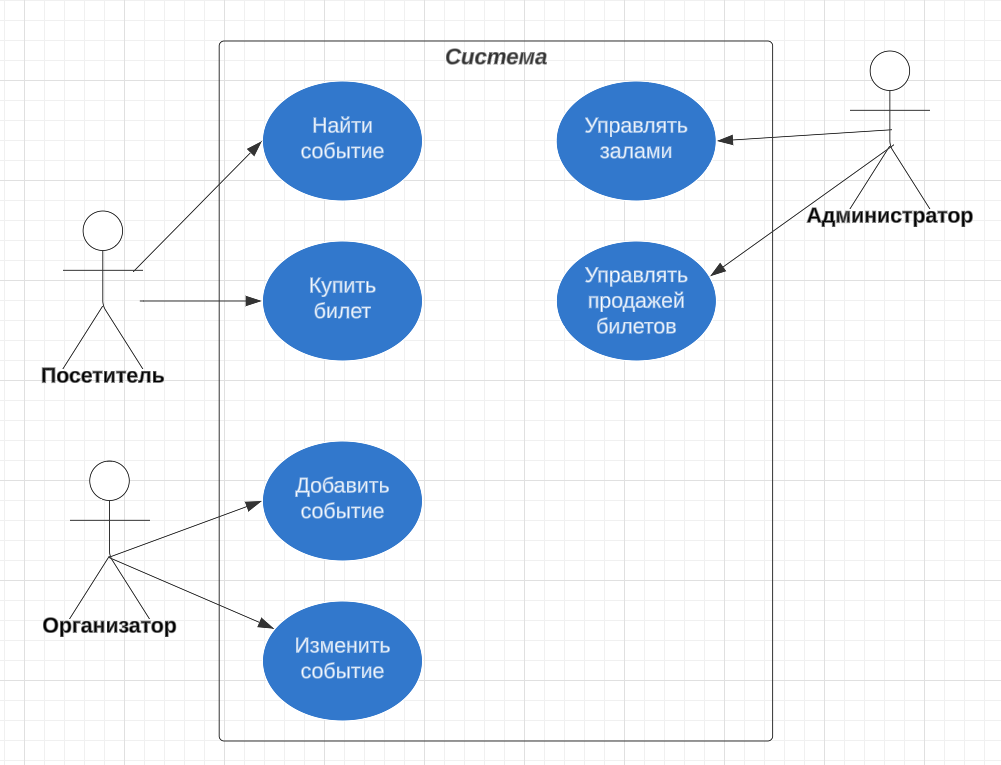 Система
Найти
событие
Управлять
залами
Администратор
Купить
билет
Управлять
продажей
билетов
Посетитель
Добавить
событие
Организатор
Изменить
событие